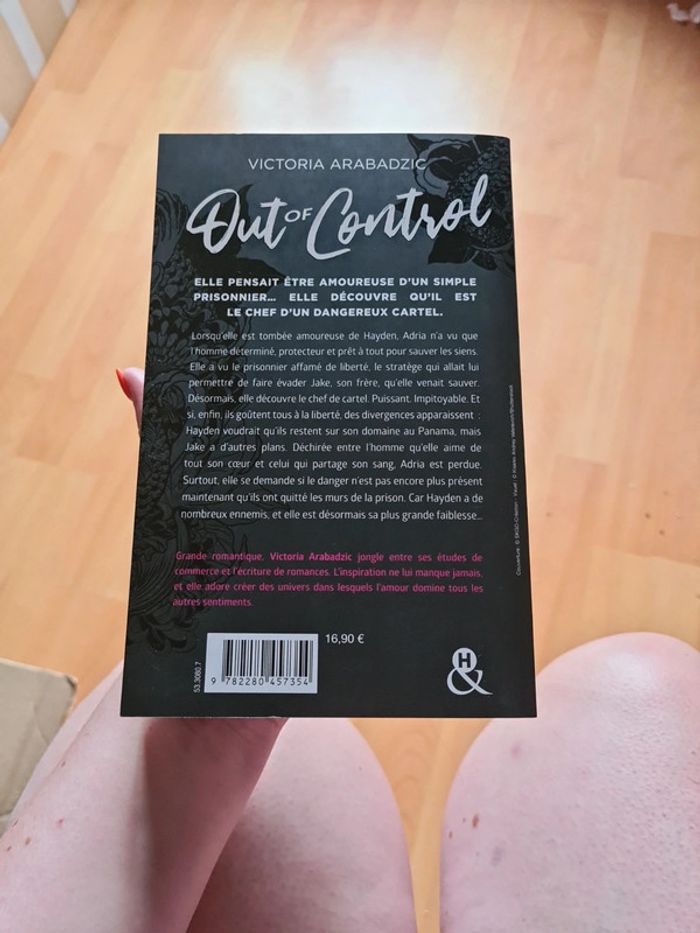 VICTORIA ARABADZIC
Out OF Control
ELLE PENSAIT ÊTRE AMOUREUSE D'UN SIMPLE
PRISONNIER... ELLE DÉCOUVRE QU'IL EST
LE CHEF D'UN DANGEREUX CARTEL.
Lorsqu'elle est tombée amoureuse de Hayden, Adria n'a vu que
l'homme déterminé, protecteur et prêt à tout pour sauver les siens.
Elle a vu le prisonnier affamé de liberté, le stratège qui allait lui
permettre de faire évader Jake, son frère, qu'elle venait sauver.
Désormais, elle découvre le chef de cartel. Puissant. Impitoyable. Et
si, enfin, ils goûtent tous à la liberté, des divergences apparaissent :
Hayden voudrait qu'ils restent sur son domaine au Panama, mais
Jake a d'autres plans. Déchirée entre l'homme qu'elle aime de
tout son cœur et celui qui partage son sang, Adria est perdue.
Surtout, elle se demande si le danger n'est pas encore plus présent
maintenant qu'ils ont quitté les murs de la prison. Car Hayden a de
nombreux ennemis, et elle est désormais sa plus grande faiblesse...
Grande romantique, Victoria Arabadzic jongle entre ses études de
commerce et l'écriture de romances. L'inspiration ne lui manque jamais,
et elle adore créer des univers dans lesquels l'amour domine tous les
autres sentiments.
16,90 €
53.3080.7
9 782280 457354
H
&